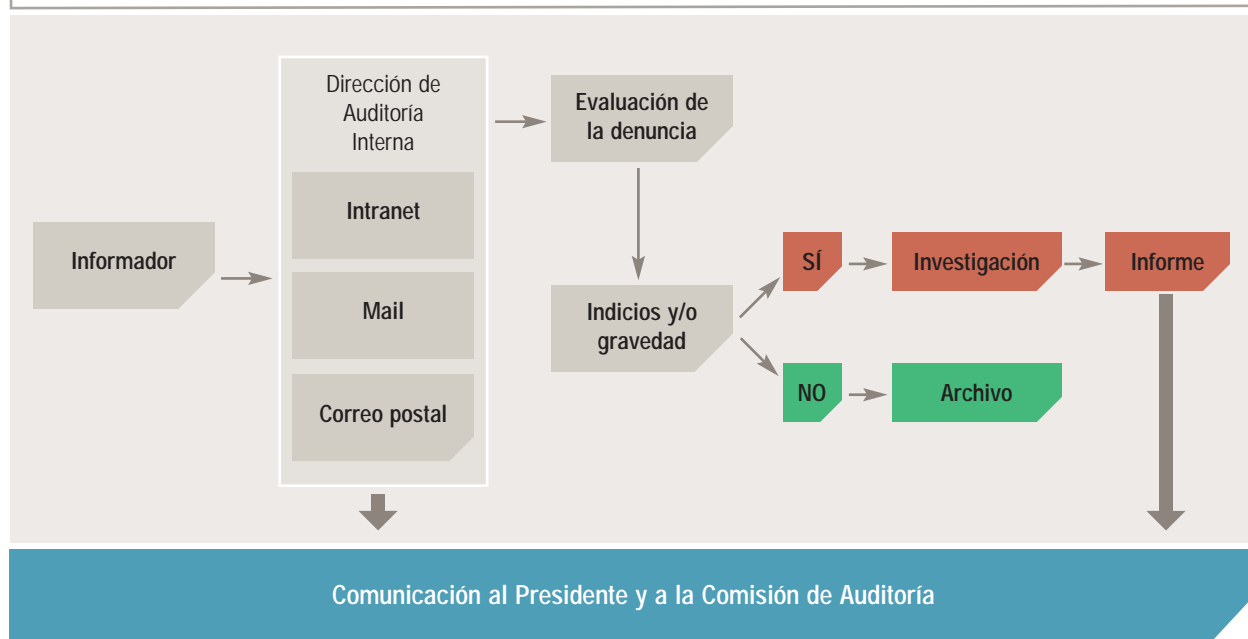 Dirección de
Auditoría
Interna
Intranet
Mail
Correo postal
Informador
Evaluación de
la denuncia
Indicios y/o
gravedad
SÍ
Investigación
Informe
NO
Archivo
Comunicación al Presidente y a la Comisión de Auditoría